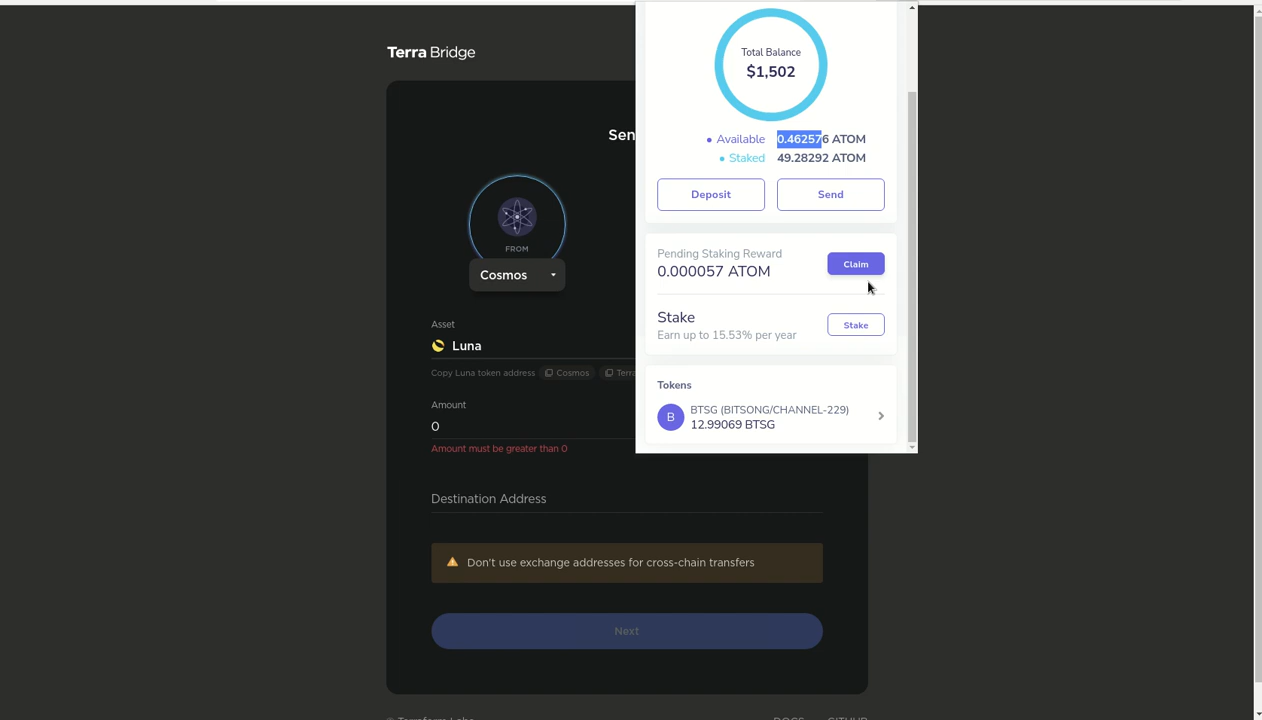 Terra Bridge
Sen
FROM
Cosmos
Asset
Luna
Copy Luna token address Cosmos Terra
Amount
0
Amount must be greater than 0
Destination Address
Don't use exchange addresses for cross-chain transfers
Next
Total Balance
$1,502
Available 0.462576 ATOM
Staked 49.28292 ATOM
Deposit Send
Pending Staking Reward
0.000057 ATOM
Claim
Stake
Earn up to 15.53% per year
Stake
Tokens
B
BTSG (BITSONG/CHANNEL-229)
12.99069 BTSG